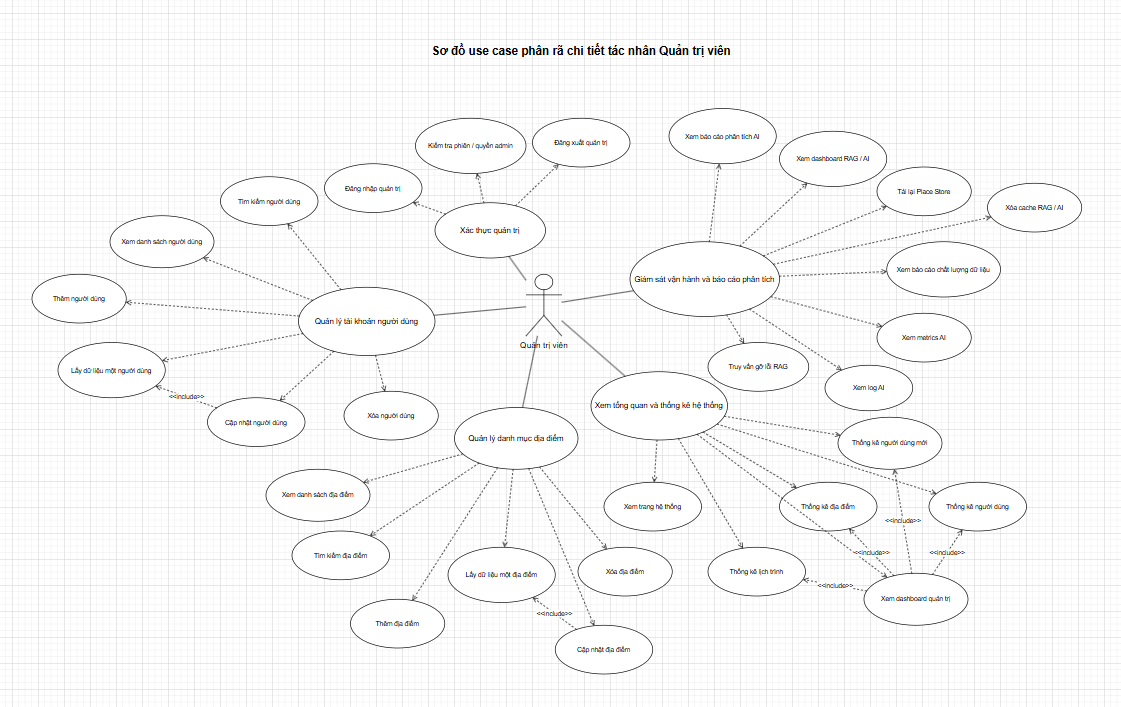 Sơ đồ use case phân rã chi tiết tác nhân Quản trị viên
Xem báo cáo phân tích AI
Kiểm tra phiên / quyền admin
Đăng xuất quản trị
Xem dashboard RAG / AI
Đăng nhập quản trị
Tải lại Place Store
Tìm kiếm người dùng
Xóa cache RAG / AI
Xác thực quản trị
Xem danh sách người dùng
Xem báo cáo chất lượng dữ liệu
Giám sát vận hành và báo cáo phân tích
Thêm người dùng
Quản lý tài khoản người dùng
Xem metrics AI
Quản trị viên
Truy vấn gỡ lỗi RAG
Lấy dữ liệu một người dùng
Xem log AI
<<include>>
Xem tổng quan và thống kê hệ thống
Xóa người dùng
Cập nhật người dùng
Quản lý danh mục địa điểm
Thống kê người dùng mới
Xem danh sách địa điểm
Xem trang hệ thống
Thống kê địa điểm
Thống kê người dùng
<<include>>
Tìm kiếm địa điểm
<<include>>
<<include>>
Lấy dữ liệu một địa điểm
Xóa địa điểm
Thống kê lịch trình
<<include>>
Xem dashboard quản trị
<<include>>
Thêm địa điểm
Cập nhật địa điểm